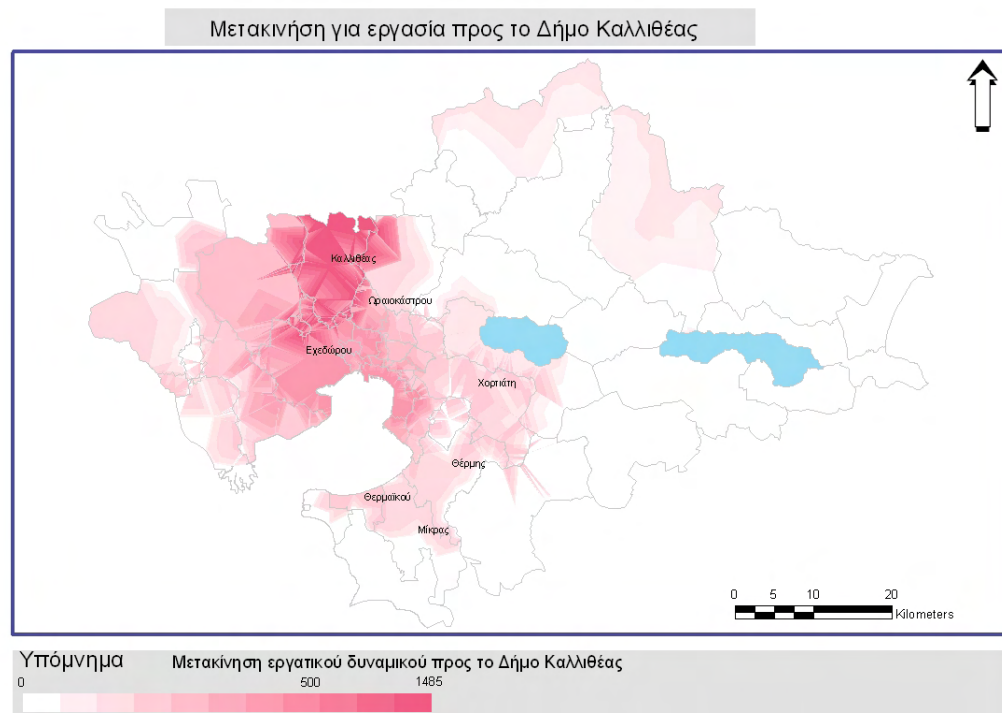 Μετακινήση για εργασία προς το Δήμο Καλλιθέας
Καλλιθέας
Ωραιοκάστρου
Εχεδώρου
Χορτιάτη
Θέρμης
Θερμαϊκού
Μίκρας
0 5 10 20
Kilometers
Υπόμνημα Μετακίνηση εργατικού δυναμικού προς το Δήμο Καλλιθέας
0 500 1485